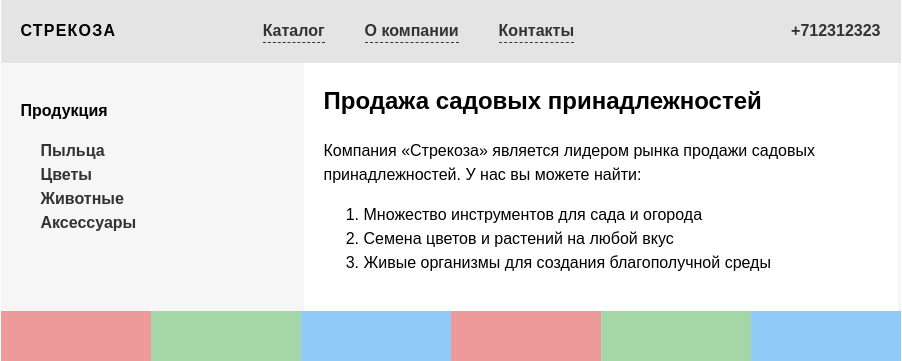 СТРЕКОЗА Каталог О компании Контакты +712312323
Продукция
Пыльца
Цветы
Животные
Аксессуары
Продажа садовых принадлежностей
Компания «Стрекоза» является лидером рынка продажи садовых
принадлежностей. У нас вы можете найти:
1. Множество инструментов для сада и огорода
2. Семена цветов и растений на любой вкус
3. Живые организмы для создания благополучной среды